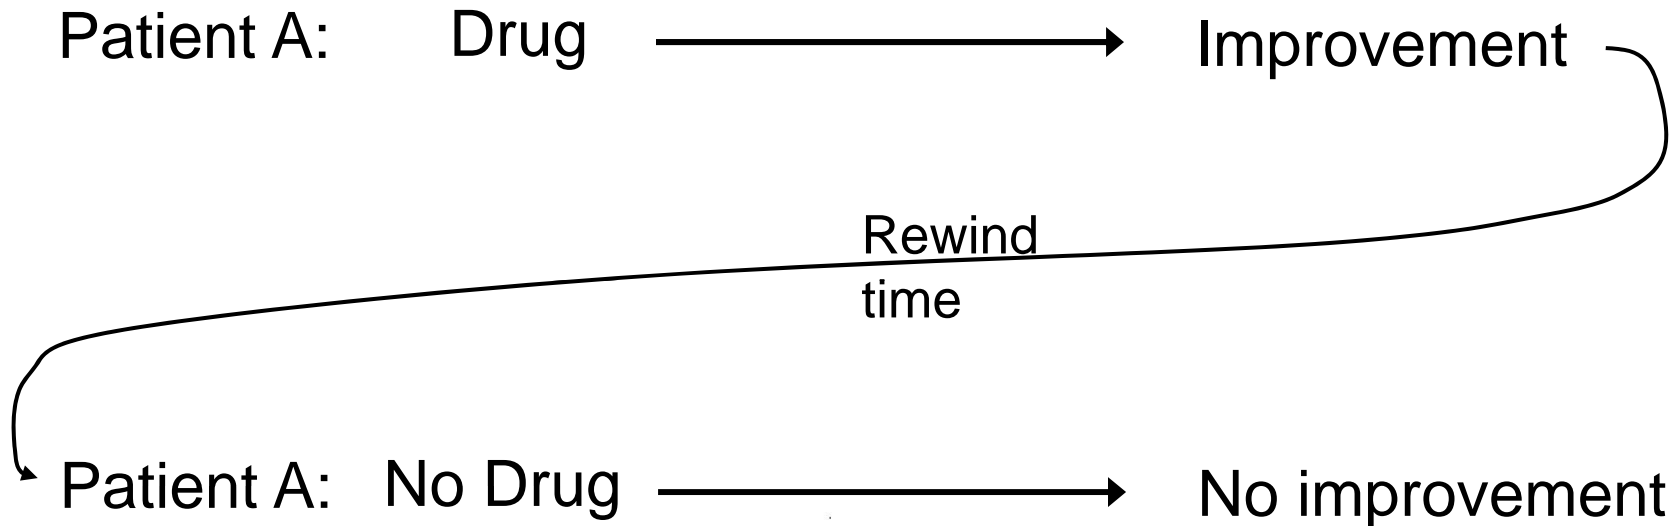 Patient A: Drug Improvement
Rewind
time
Patient A: No Drug No improvement